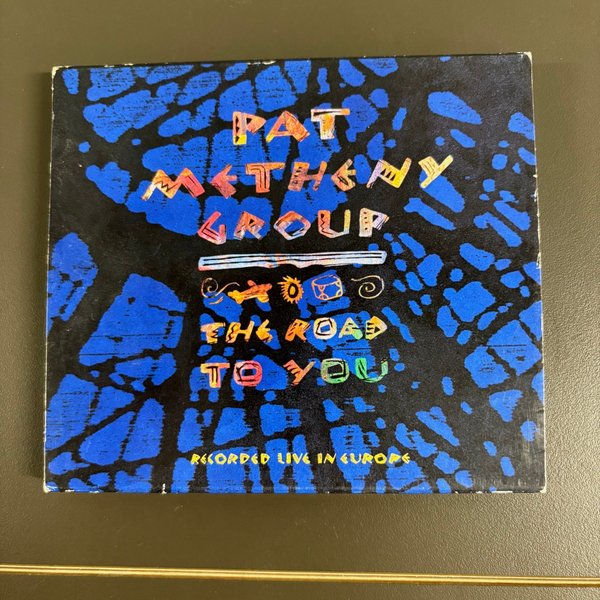 PAT
METHENY
GROUP
THE ROAD
TO YOU
RECORDED LIVE IN EUROPE